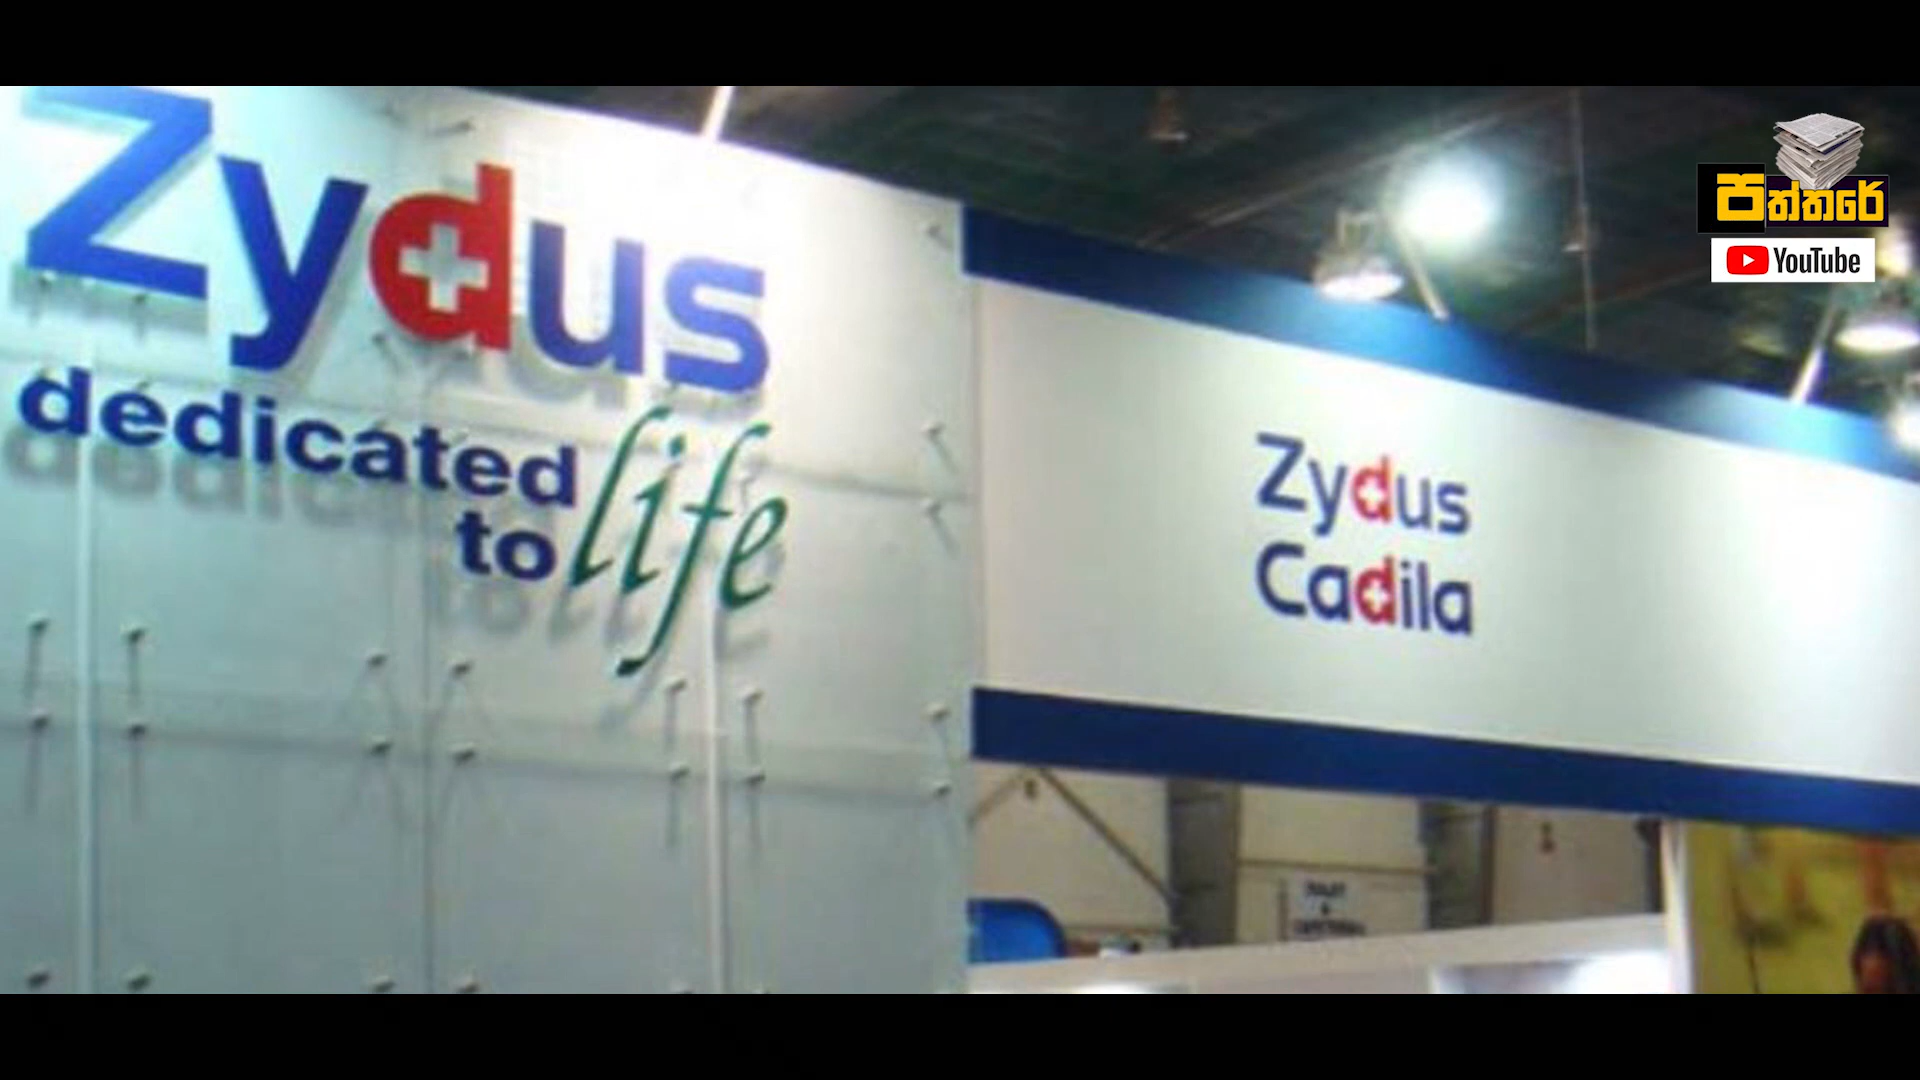 Zydus
dedicated
to life
Zydus
Cadila
පත්තරේ
YouTube